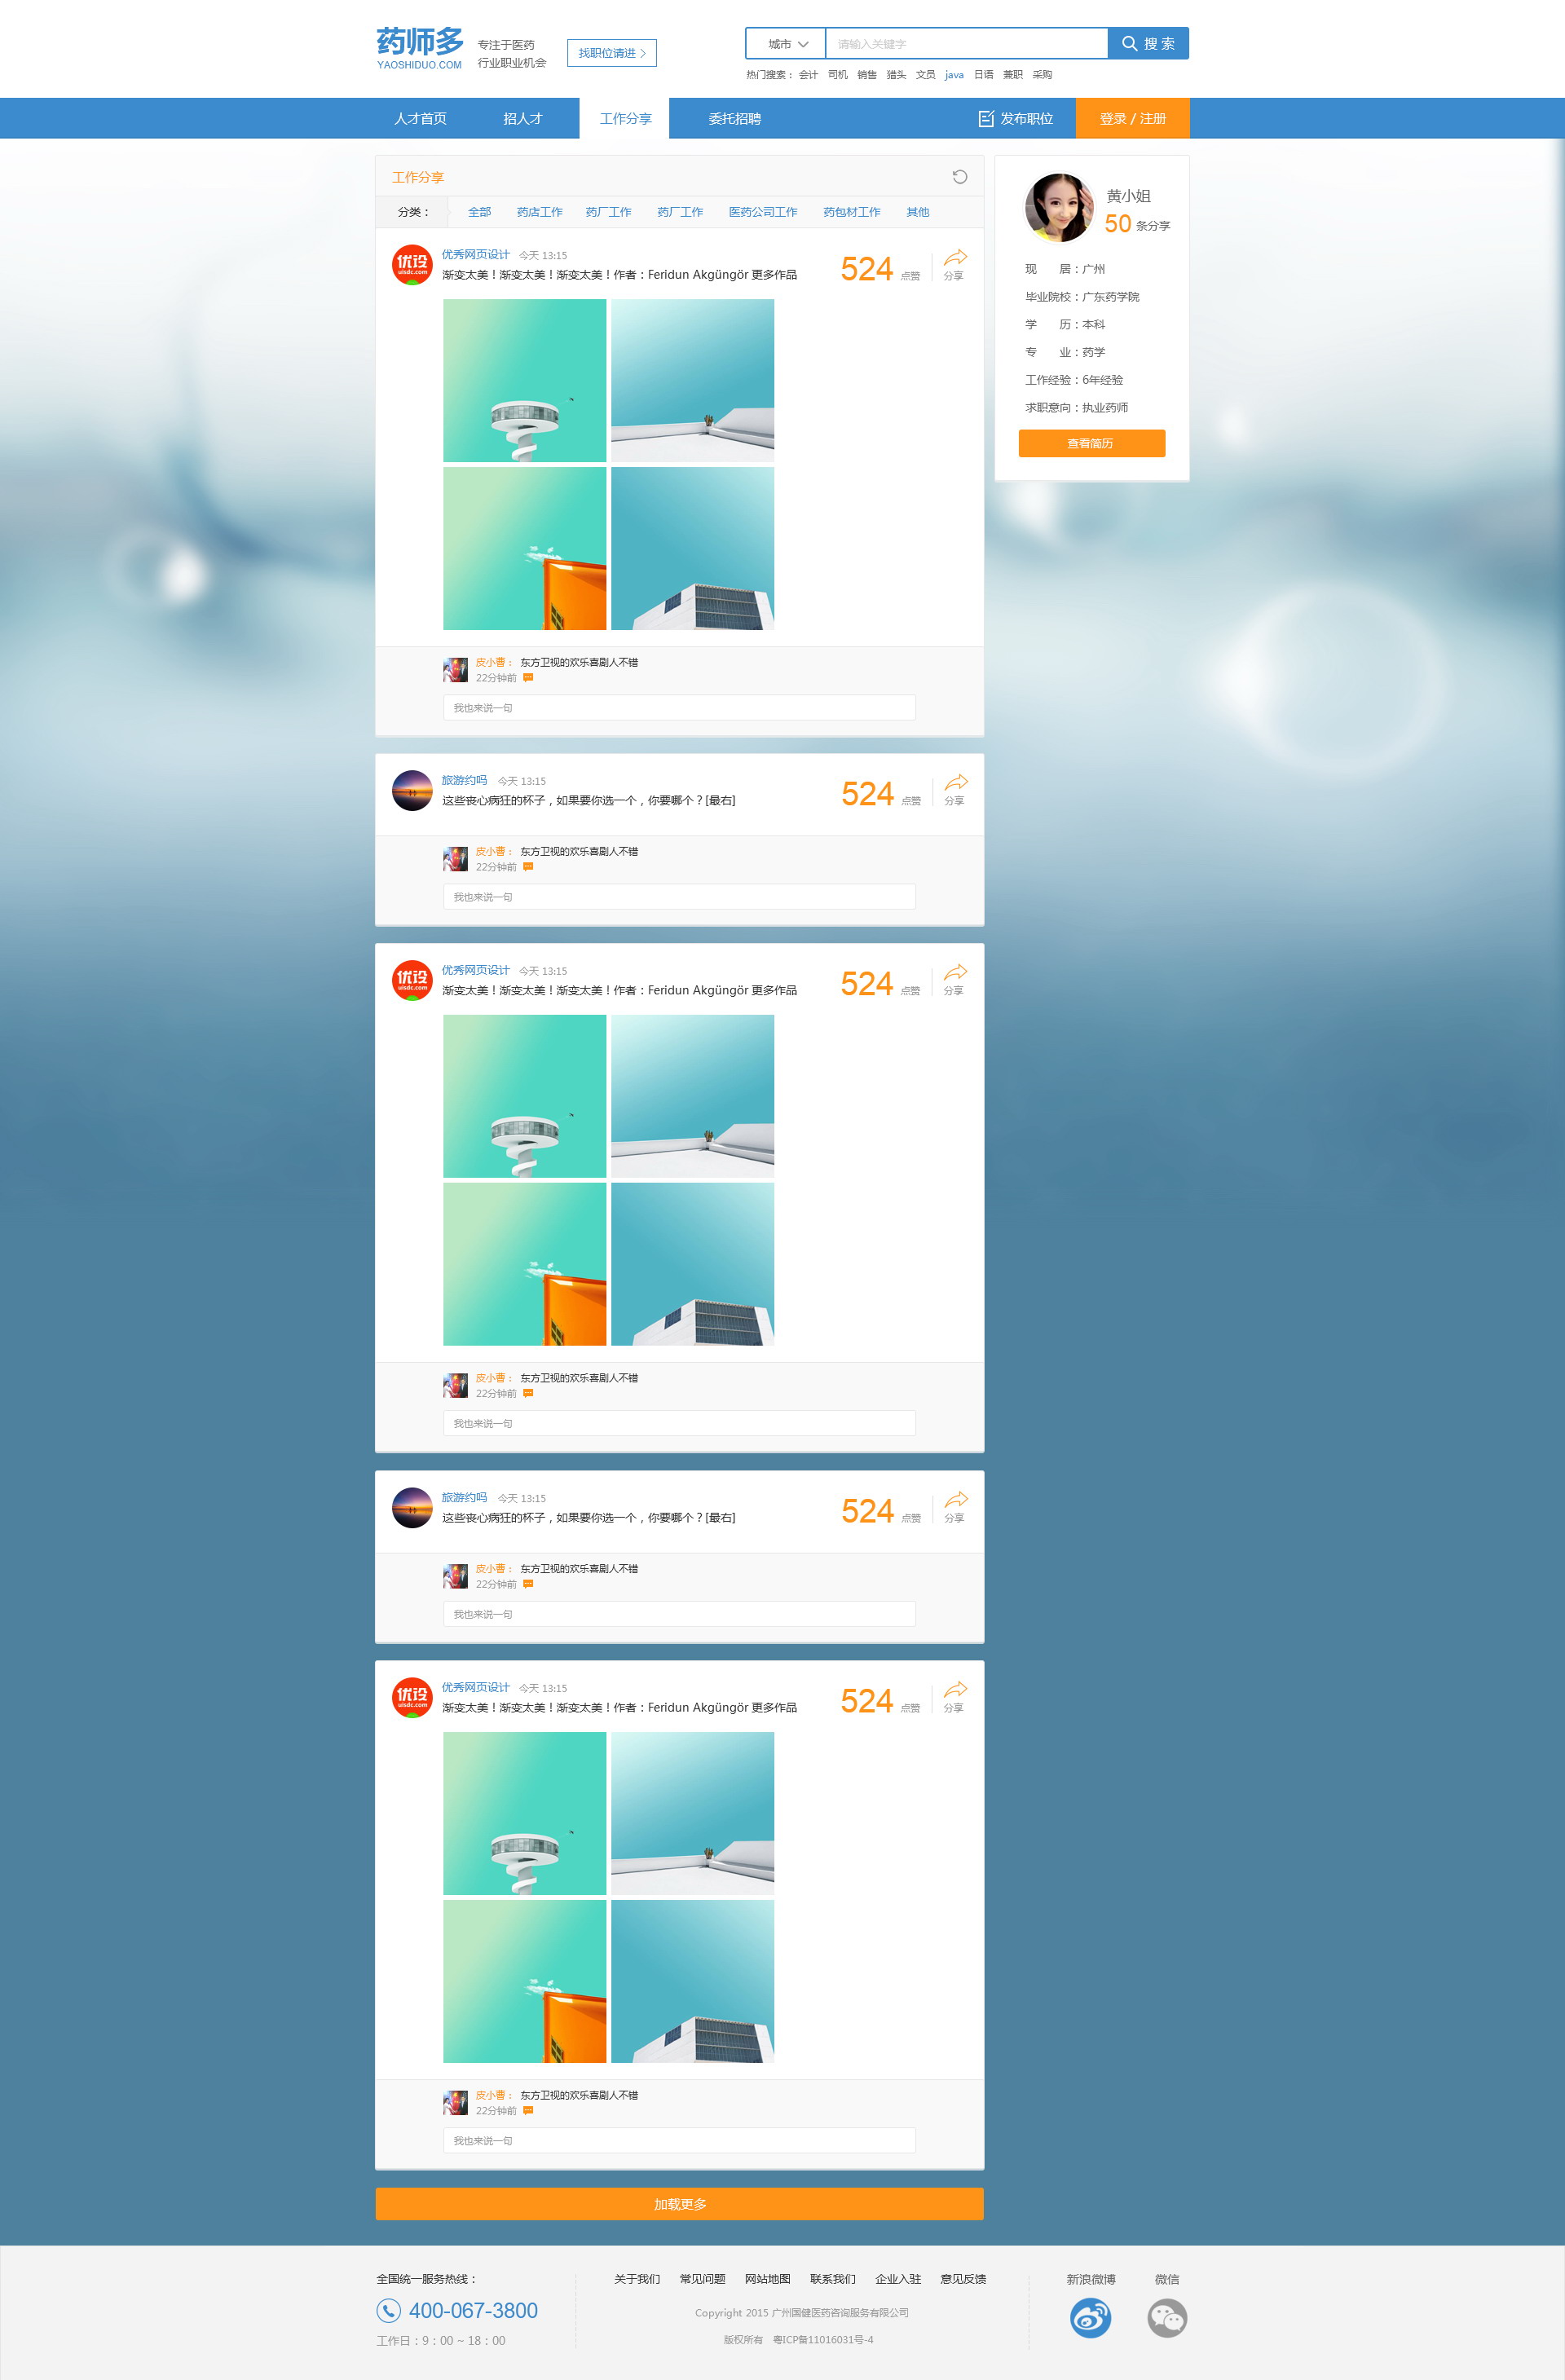 药师多
YAOSHIDUO.COM
专注于医药
行业职业机会
找职位请进
城市
请输入关键字
搜 索
热门搜索： 会计 司机 销售 猎头 文员 java 日语 兼职 采购
人才首页 招人才 工作分享 委托招聘 发布职位 登录 / 注册
工作分享
分类： 全部 药店工作 药厂工作 药厂工作 医药公司工作 药包材工作 其他
优设
uisdc.com
优秀网页设计 今天 13:15
渐变太美！渐变太美！渐变太美！作者：Feridun Akgüngör 更多作品
524 点赞 分享
皮小曹： 东方卫视的欢乐喜剧人不错
22分钟前
我也来说一句
旅游约吗 今天 13:15
这些丧心病狂的杯子，如果要你选一个，你要哪个？[最右]
524 点赞 分享
皮小曹： 东方卫视的欢乐喜剧人不错
22分钟前
我也来说一句
优设
uisdc.com
优秀网页设计 今天 13:15
渐变太美！渐变太美！渐变太美！作者：Feridun Akgüngör 更多作品
524 点赞 分享
皮小曹： 东方卫视的欢乐喜剧人不错
22分钟前
我也来说一句
旅游约吗 今天 13:15
这些丧心病狂的杯子，如果要你选一个，你要哪个？[最右]
524 点赞 分享
皮小曹： 东方卫视的欢乐喜剧人不错
22分钟前
我也来说一句
优设
uisdc.com
优秀网页设计 今天 13:15
渐变太美！渐变太美！渐变太美！作者：Feridun Akgüngör 更多作品
524 点赞 分享
皮小曹： 东方卫视的欢乐喜剧人不错
22分钟前
我也来说一句
加载更多
黄小姐
50 条分享
现 居：广州
毕业院校：广东药学院
学 历：本科
专 业：药学
工作经验：6年经验
求职意向：执业药师
查看简历
全国统一服务热线：
400-067-3800
工作日：9：00 ~ 18：00
关于我们 常见问题 网站地图 联系我们 企业入驻 意见反馈
Copyright 2015 广州国健医药咨询服务有限公司
版权所有 粤ICP备11016031号-4
新浪微博 微信